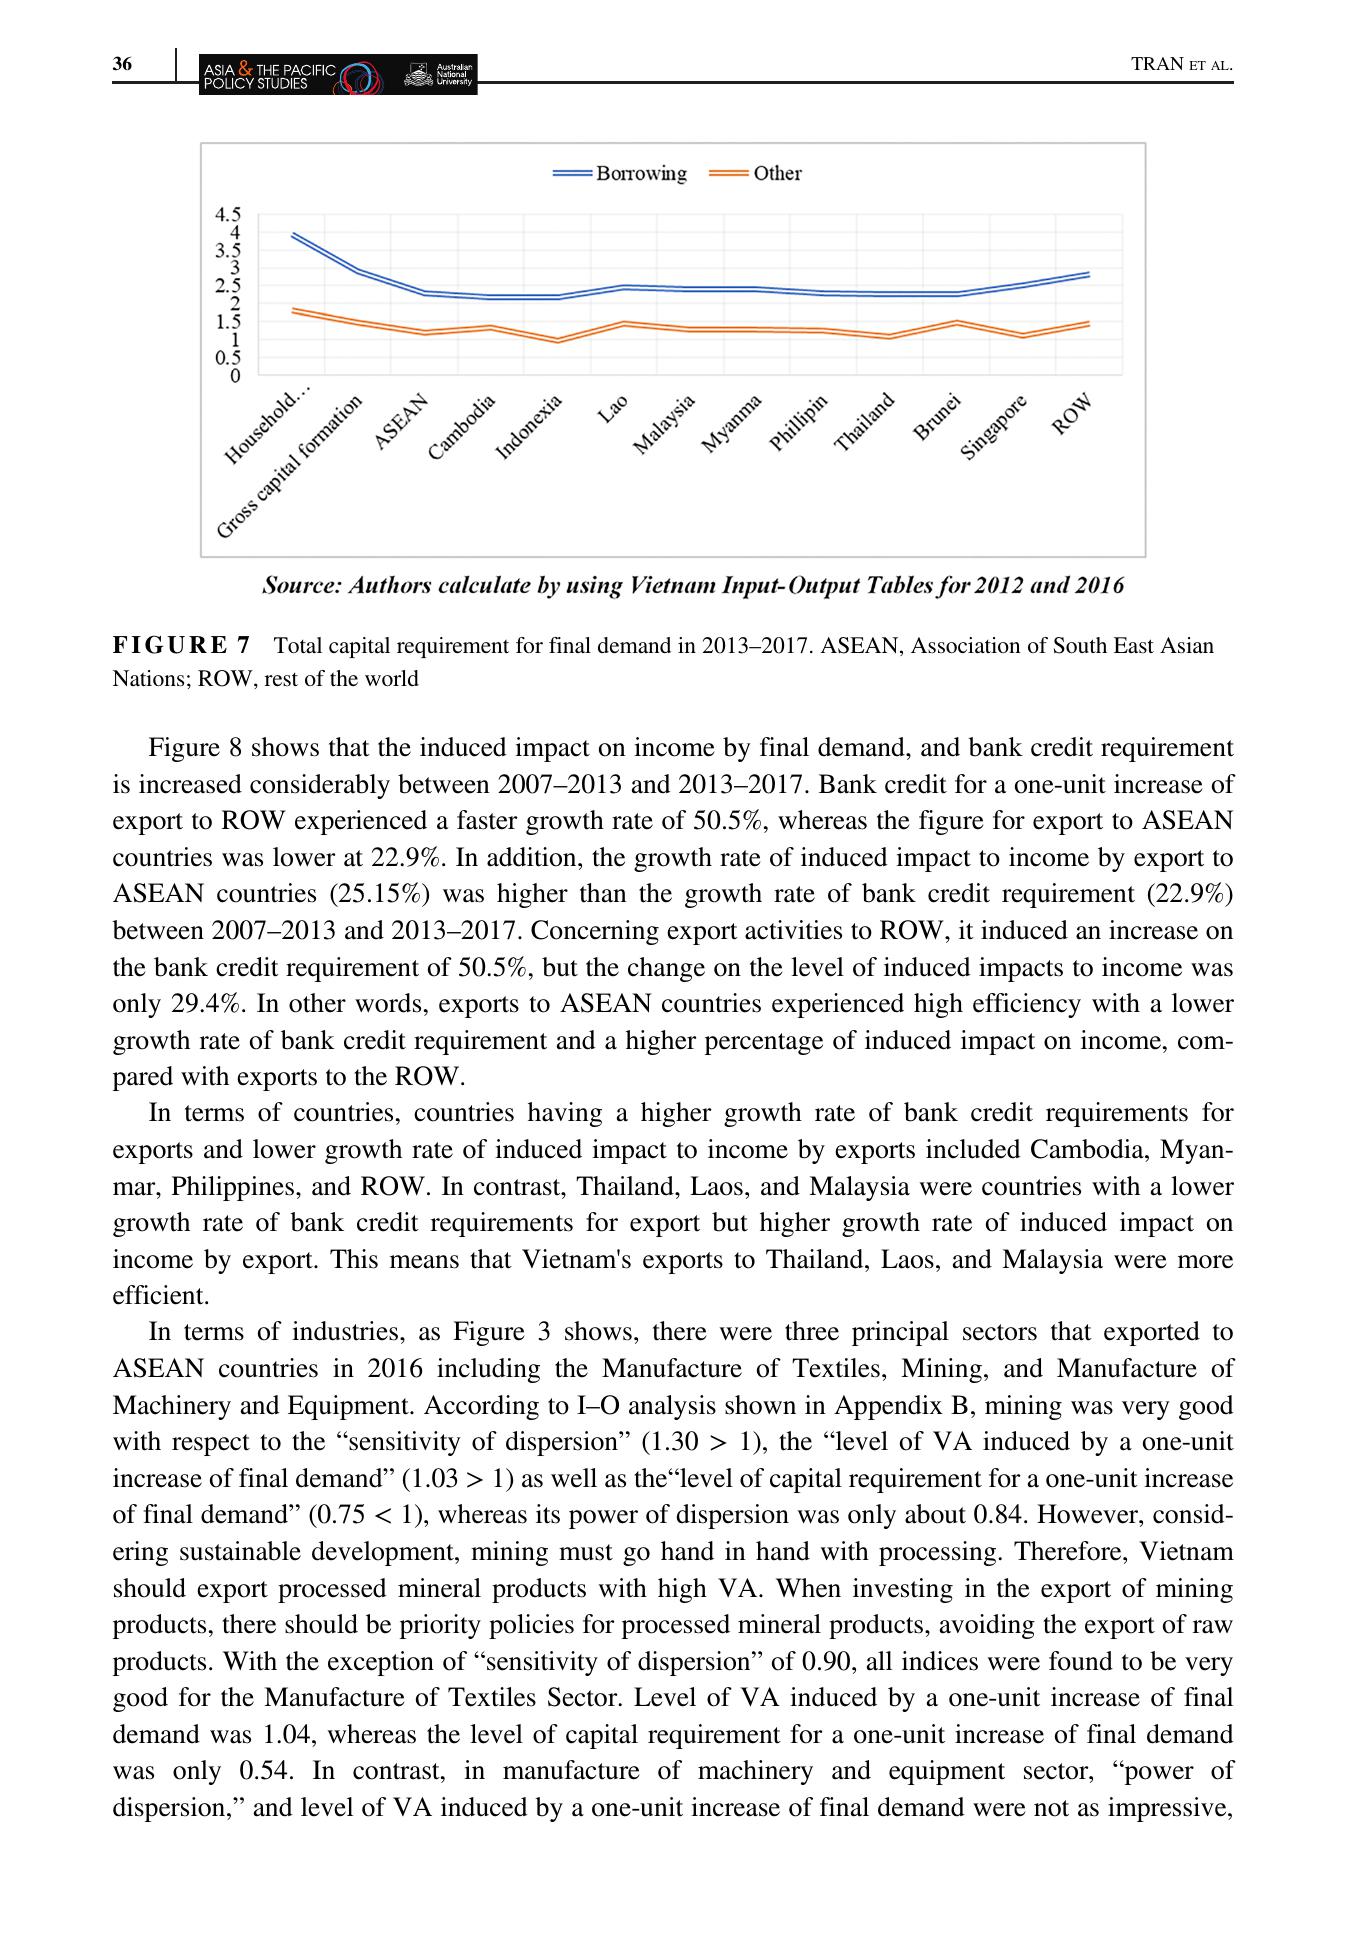 36
ASIA & THE PACIFIC
POLICY STUDIES
Australian
National
University
TRAN ET AL.
Borrowing
Other
4.5
4
3.5
3
2.5
2
1.5
1
0.5
0
Household...
Gross capital formation
ASEAN
Cambodia
Indonexia
Lao
Malaysia
Myanma
Phillipin
Thailand
Brunei
Singapore
ROW
Source: Authors calculate by using Vietnam Input-Output Tables for 2012 and 2016
FIGURE 7 Total capital requirement for final demand in 2013–2017. ASEAN, Association of South East Asian
Nations; ROW, rest of the world
Figure 8 shows that the induced impact on income by final demand, and bank credit requirement
is increased considerably between 2007–2013 and 2013–2017. Bank credit for a one-unit increase of
export to ROW experienced a faster growth rate of 50.5%, whereas the figure for export to ASEAN
countries was lower at 22.9%. In addition, the growth rate of induced impact to income by export to
ASEAN countries (25.15%) was higher than the growth rate of bank credit requirement (22.9%)
between 2007–2013 and 2013–2017. Concerning export activities to ROW, it induced an increase on
the bank credit requirement of 50.5%, but the change on the level of induced impacts to income was
only 29.4%. In other words, exports to ASEAN countries experienced high efficiency with a lower
growth rate of bank credit requirement and a higher percentage of induced impact on income, com-
pared with exports to the ROW.
In terms of countries, countries having a higher growth rate of bank credit requirements for
exports and lower growth rate of induced impact to income by exports included Cambodia, Myan-
mar, Philippines, and ROW. In contrast, Thailand, Laos, and Malaysia were countries with a lower
growth rate of bank credit requirements for export but higher growth rate of induced impact on
income by export. This means that Vietnam's exports to Thailand, Laos, and Malaysia were more
efficient.
In terms of industries, as Figure 3 shows, there were three principal sectors that exported to
ASEAN countries in 2016 including the Manufacture of Textiles, Mining, and Manufacture of
Machinery and Equipment. According to I–O analysis shown in Appendix B, mining was very good
with respect to the “sensitivity of dispersion” (1.30 > 1), the “level of VA induced by a one-unit
increase of final demand” (1.03 > 1) as well as the“level of capital requirement for a one-unit increase
of final demand” (0.75 < 1), whereas its power of dispersion was only about 0.84. However, consid-
ering sustainable development, mining must go hand in hand with processing. Therefore, Vietnam
should export processed mineral products with high VA. When investing in the export of mining
products, there should be priority policies for processed mineral products, avoiding the export of raw
products. With the exception of “sensitivity of dispersion” of 0.90, all indices were found to be very
good for the Manufacture of Textiles Sector. Level of VA induced by a one-unit increase of final
demand was 1.04, whereas the level of capital requirement for a one-unit increase of final demand
was only 0.54. In contrast, in manufacture of machinery and equipment sector, “power of
dispersion,” and level of VA induced by a one-unit increase of final demand were not as impressive,